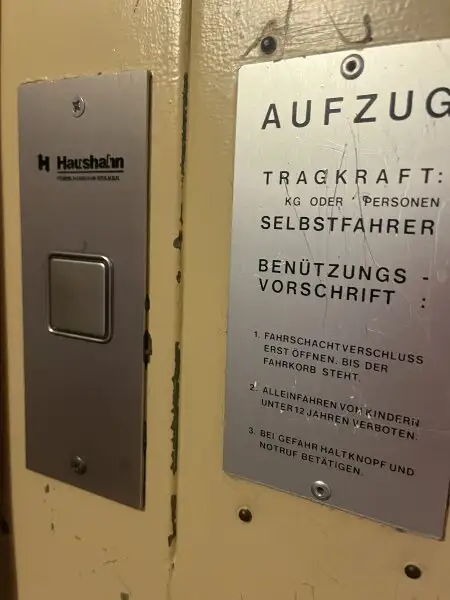 Haushahn
AUFZUG
TRAGKRAFT:
KG ODER PERSONEN
SELBSTFAHRER
BENÜTZUNGS -
VORSCHRIFT :
1. FAHRSCHACHTVERSCHLUSS
ERST ÖFFNEN. BIS DER
FAHRKORB STEHT.
2. ALLEINFAHREN VON KINDERN
UNTER 12 JAHREN VERBOTEN.
3. BEI GEFAHR HALTKNOPF UND
NOTRUF BETÄTIGEN.